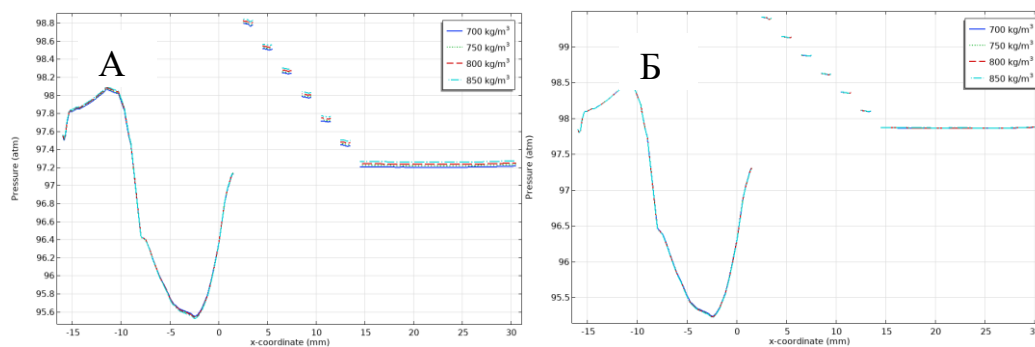 98.8
98.6
98.4
98.2
98
97.8
97.6
97.4
97.2
97
96.8
96.6
96.4
96.2
96
95.8
95.6
Pressure (atm)
А
700 kg/m³
750 kg/m³
800 kg/m³
850 kg/m³
-15 -10 -5 0 5 10 15 20 25 30
x-coordinate (mm)
99
98.5
98
97.5
97
96.5
96
95.5
Pressure (atm)
Б
700 kg/m³
750 kg/m³
800 kg/m³
850 kg/m³
-15 -10 -5 0 5 10 15 20 25 30
x-coordinate (mm)